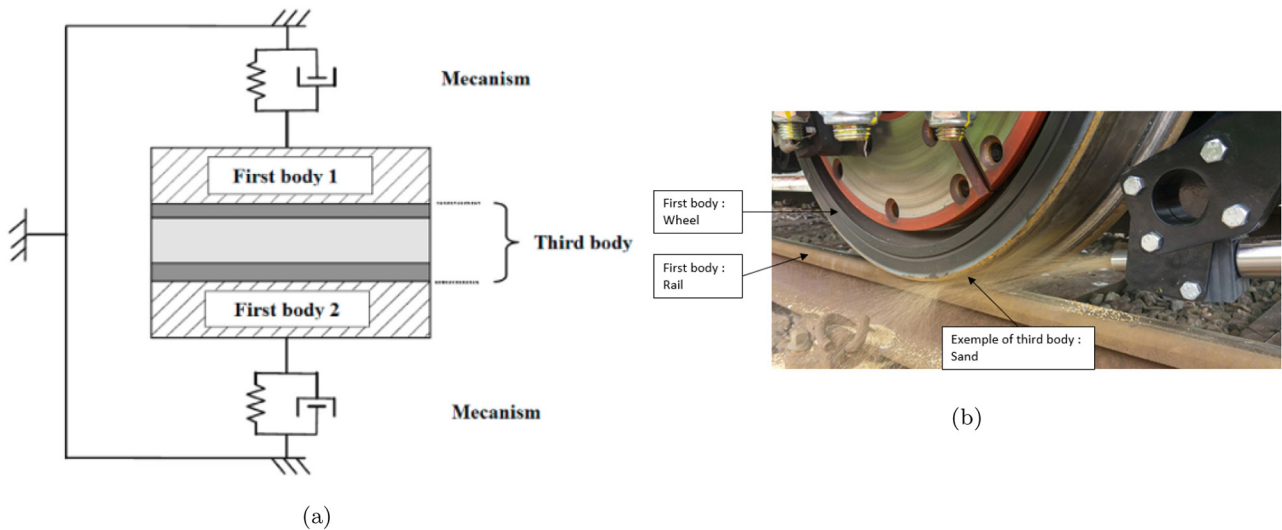 Mecanism
First body 1
Third body
First body 2
Mecanism
(a)
First body :
Wheel
First body :
Rail
Exemple of third body :
Sand
(b)